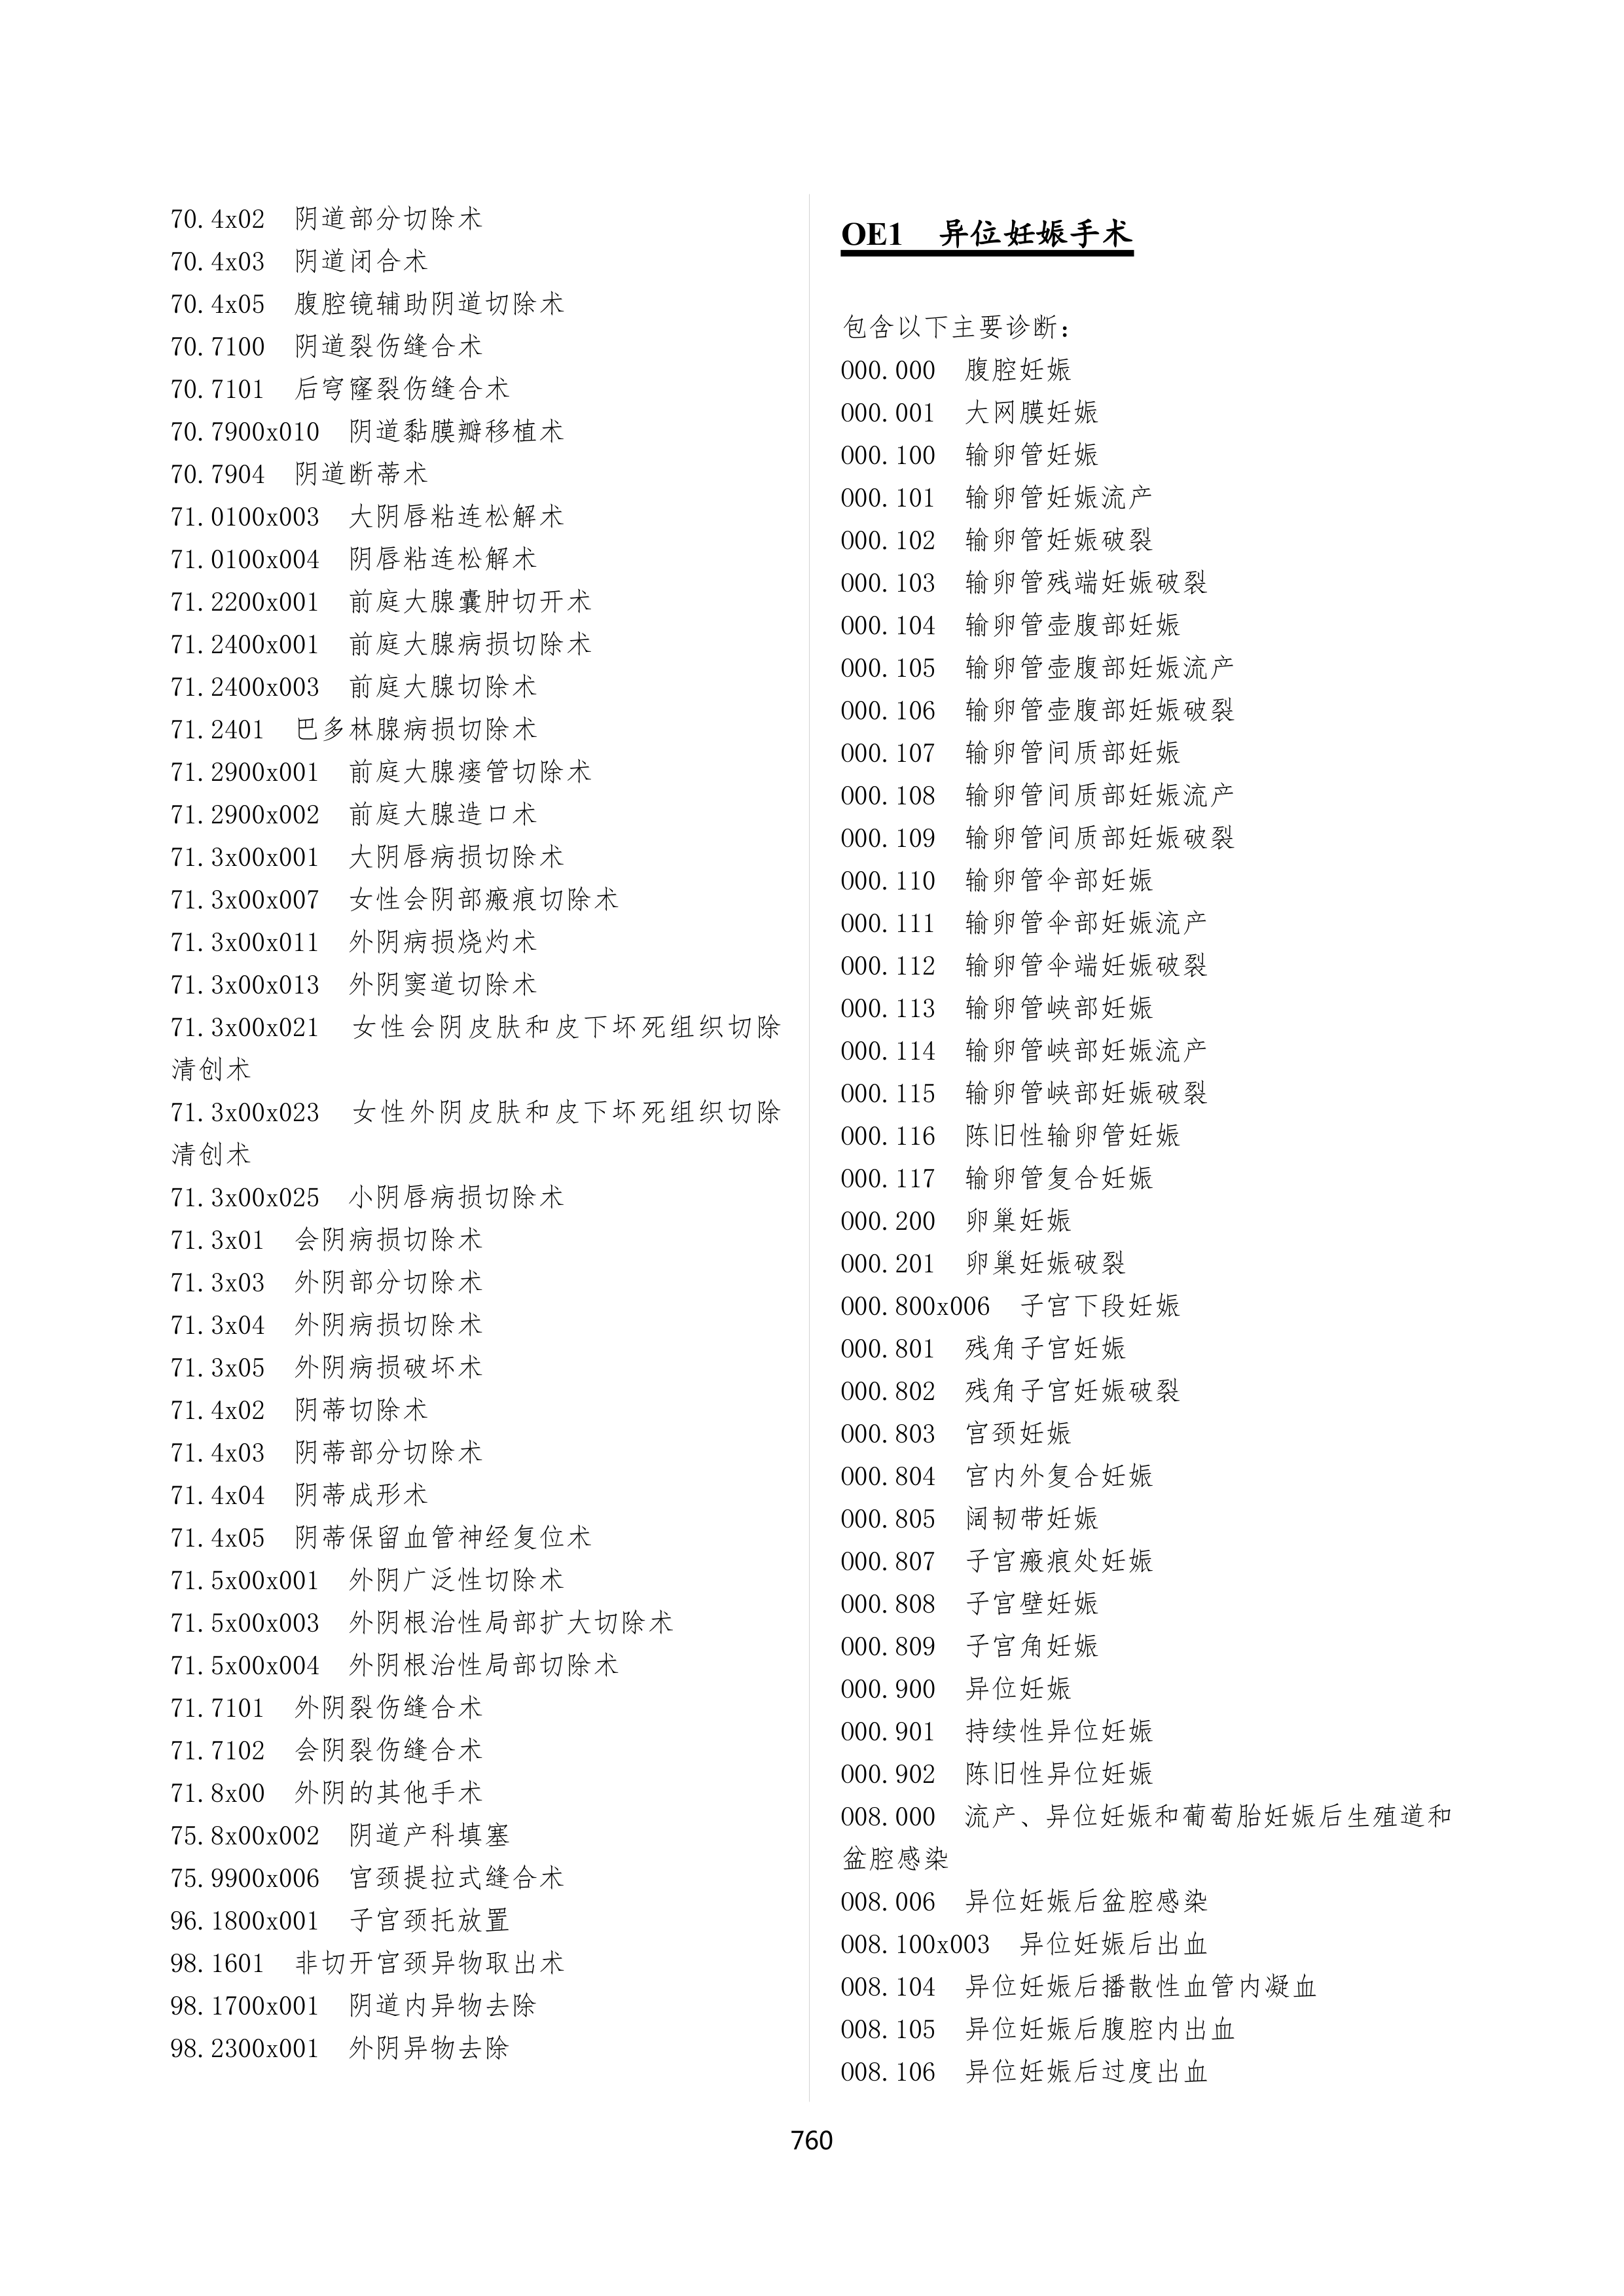 70.4x02 阴道部分切除术
70.4x03 阴道闭合术
70.4x05 腹腔镜辅助阴道切除术
70.7100 阴道裂伤缝合术
70.7101 后穹窿裂伤缝合术
70.7900x010 阴道黏膜瓣移植术
70.7904 阴道断蒂术
71.0100x003 大阴唇粘连松解术
71.0100x004 阴唇粘连松解术
71.2200x001 前庭大腺囊肿切开术
71.2400x001 前庭大腺病损切除术
71.2400x003 前庭大腺切除术
71.2401 巴多林腺病损切除术
71.2900x001 前庭大腺瘘管切除术
71.2900x002 前庭大腺造口术
71.3x00x001 大阴唇病损切除术
71.3x00x007 女性会阴部瘢痕切除术
71.3x00x011 外阴病损烧灼术
71.3x00x013 外阴窦道切除术
71.3x00x021 女性会阴皮肤和皮下坏死组织切除
清创术
71.3x00x023 女性外阴皮肤和皮下坏死组织切除
清创术
71.3x00x025 小阴唇病损切除术
71.3x01 会阴病损切除术
71.3x03 外阴部分切除术
71.3x04 外阴病损切除术
71.3x05 外阴病损破坏术
71.4x02 阴蒂切除术
71.4x03 阴蒂部分切除术
71.4x04 阴蒂成形术
71.4x05 阴蒂保留血管神经复位术
71.5x00x001 外阴广泛性切除术
71.5x00x003 外阴根治性局部扩大切除术
71.5x00x004 外阴根治性局部切除术
71.7101 外阴裂伤缝合术
71.7102 会阴裂伤缝合术
71.8x00 外阴的其他手术
75.8x00x002 阴道产科填塞
75.9900x006 宫颈提拉式缝合术
96.1800x001 子宫颈托放置
98.1601 非切开宫颈异物取出术
98.1700x001 阴道内异物去除
98.2300x001 外阴异物去除
OE1 异位妊娠手术
包含以下主要诊断：
O00.000 腹腔妊娠
O00.001 大网膜妊娠
O00.100 输卵管妊娠
O00.101 输卵管妊娠流产
O00.102 输卵管妊娠破裂
O00.103 输卵管残端妊娠破裂
O00.104 输卵管壶腹部妊娠
O00.105 输卵管壶腹部妊娠流产
O00.106 输卵管壶腹部妊娠破裂
O00.107 输卵管间质部妊娠
O00.108 输卵管间质部妊娠流产
O00.109 输卵管间质部妊娠破裂
O00.110 输卵管伞部妊娠
O00.111 输卵管伞部妊娠流产
O00.112 输卵管伞端妊娠破裂
O00.113 输卵管峡部妊娠
O00.114 输卵管峡部妊娠流产
O00.115 输卵管峡部妊娠破裂
O00.116 陈旧性输卵管妊娠
O00.117 输卵管复合妊娠
O00.200 卵巢妊娠
O00.201 卵巢妊娠破裂
O00.800x006 子宫下段妊娠
O00.801 残角子宫妊娠
O00.802 残角子宫妊娠破裂
O00.803 宫颈妊娠
O00.804 宫内外复合妊娠
O00.805 阔韧带妊娠
O00.807 子宫瘢痕处妊娠
O00.808 子宫壁妊娠
O00.809 子宫角妊娠
O00.900 异位妊娠
O00.901 持续性异位妊娠
O00.902 陈旧性异位妊娠
O08.000 流产、异位妊娠和葡萄胎妊娠后生殖道和
盆腔感染
O08.006 异位妊娠后盆腔感染
O08.100x003 异位妊娠后出血
O08.104 异位妊娠后播散性血管内凝血
O08.105 异位妊娠后腹腔内出血
O08.106 异位妊娠后过度出血
760